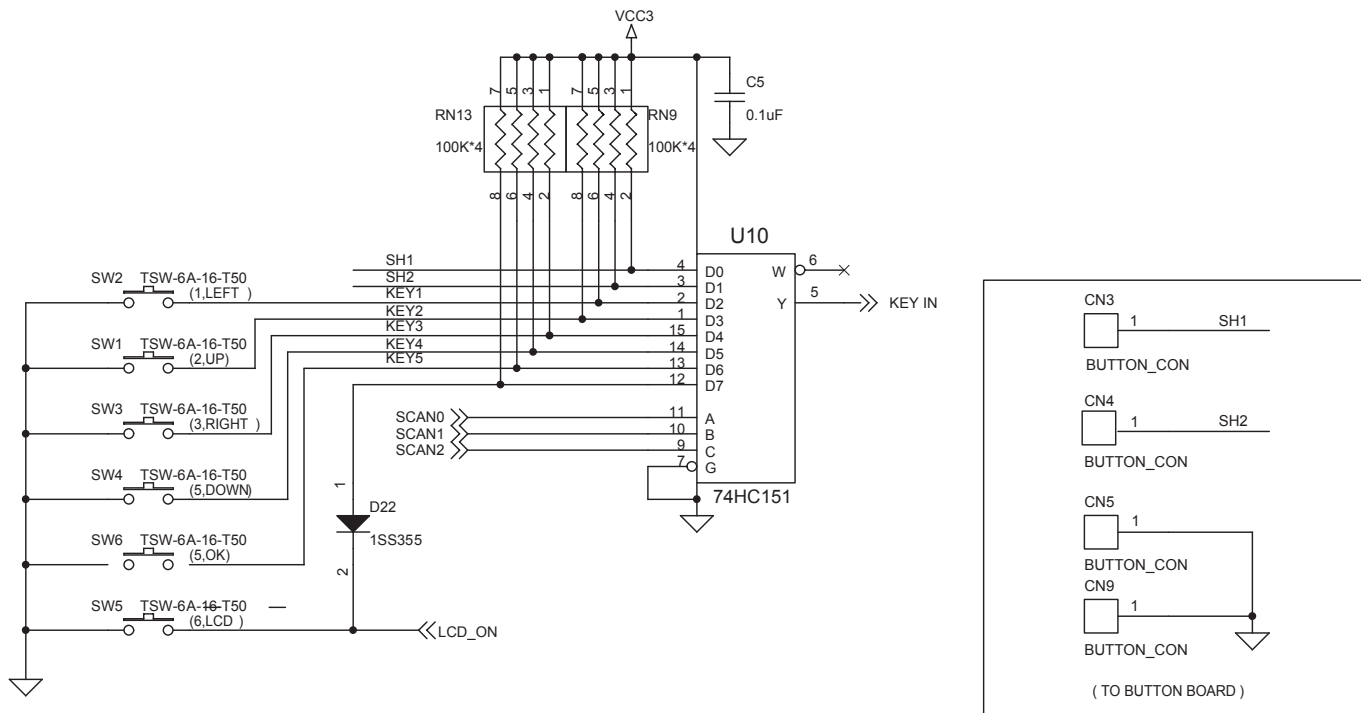 VCC3
7 5 3 1 7 5 3 1
C5
0.1uF
RN13
RN9
100K*4
100K*4
8 6 4 2 8 6 4 2
U10
SH1
SH2
KEY1
KEY2
KEY3
KEY4
KEY5
4 D0
3 D1
2 D2
1 D3
15 D4
14 D5
13 D6
12 D7
11 A
10 B
9 C
7 G
W 6
Y 5
KEY IN
74HC151
SCAN0
SCAN1
SCAN2
SW2 TSW-6A-16-T50
(1,LEFT )
SW1 TSW-6A-16-T50
(2,UP)
SW3 TSW-6A-16-T50
(3,RIGHT )
SW4 TSW-6A-16-T50
(5,DOWN)
SW6 TSW-6A-16-T50
(5,OK)
SW5 TSW-6A-16-T50
(6,LCD )
1
D22
1SS355
2
LCD_ON
CN3
1 SH1
BUTTON_CON
CN4
1 SH2
BUTTON_CON
CN5
1
BUTTON_CON
CN9
1
BUTTON_CON
( TO BUTTON BOARD )